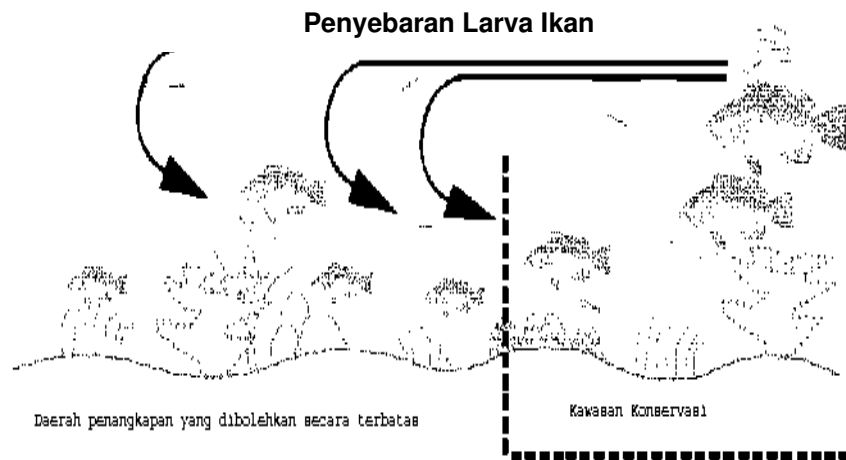 Penyebaran Larva Ikan
Daerah penangkapan yang dibolehkan secara terbatas
Kawasan Konservasi